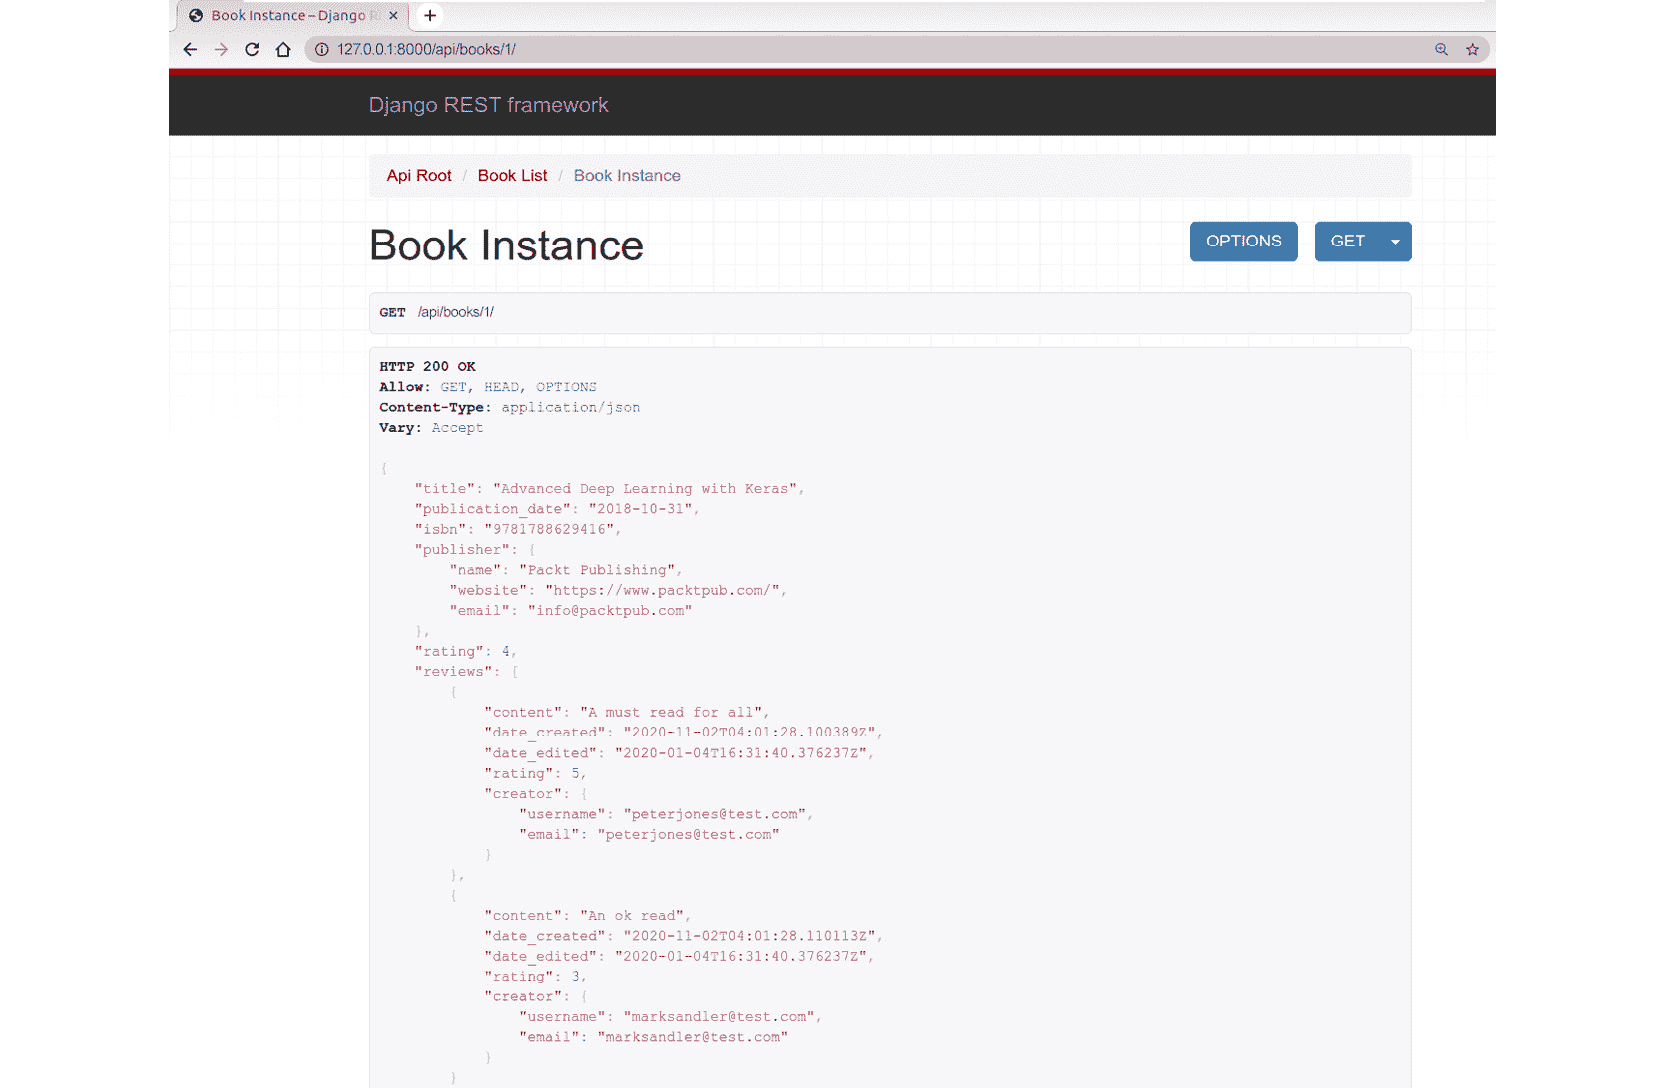 Book Instance – Django R
127.0.0.1:8000/api/books/1/
Django REST framework
Api Root / Book List / Book Instance
Book Instance
OPTIONS
GET
GET /api/books/1/
HTTP 200 OK
Allow: GET, HEAD, OPTIONS
Content-Type: application/json
Vary: Accept
{
    "title": "Advanced Deep Learning with Keras",
    "publication_date": "2018-10-31",
    "isbn": "9781788629416",
    "publisher": {
        "name": "Packt Publishing",
        "website": "https://www.packtpub.com/",
        "email": "info@packtpub.com"
    },
    "rating": 4,
    "reviews": [
        {
            "content": "A must read for all",
            "date_created": "2020-11-02T04:01:28.100389Z",
            "date_edited": "2020-01-04T16:31:40.376237Z",
            "rating": 5,
            "creator": {
                "username": "peterjones@test.com",
                "email": "peterjones@test.com"
            }
        },
        {
            "content": "An ok read",
            "date_created": "2020-11-02T04:01:28.110113Z",
            "date_edited": "2020-01-04T16:31:40.376237Z",
            "rating": 3,
            "creator": {
                "username": "marksandler@test.com",
                "email": "marksandler@test.com"
            }
        }